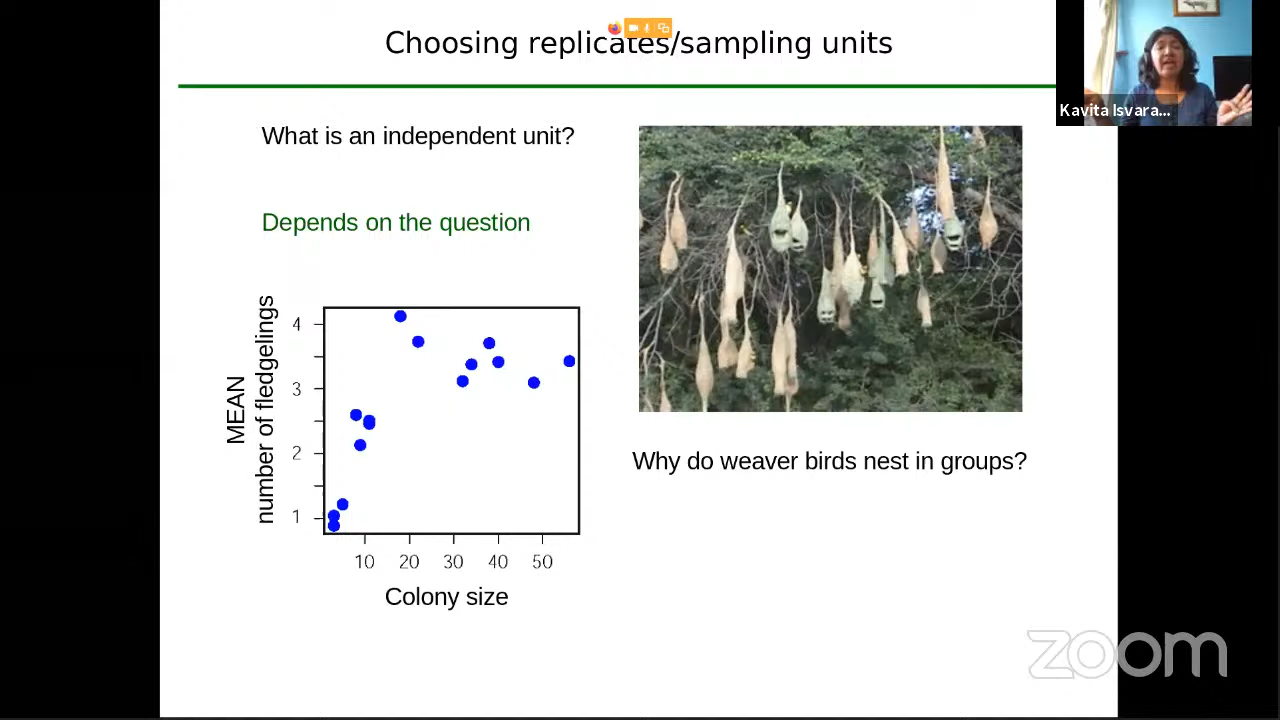 Choosing replicates/sampling units
Kavita Isvara...
What is an independent unit?
Depends on the question
MEAN
number of fledgelings
4
3
2
1
10 20 30 40 50
Colony size
Why do weaver birds nest in groups?
zoom